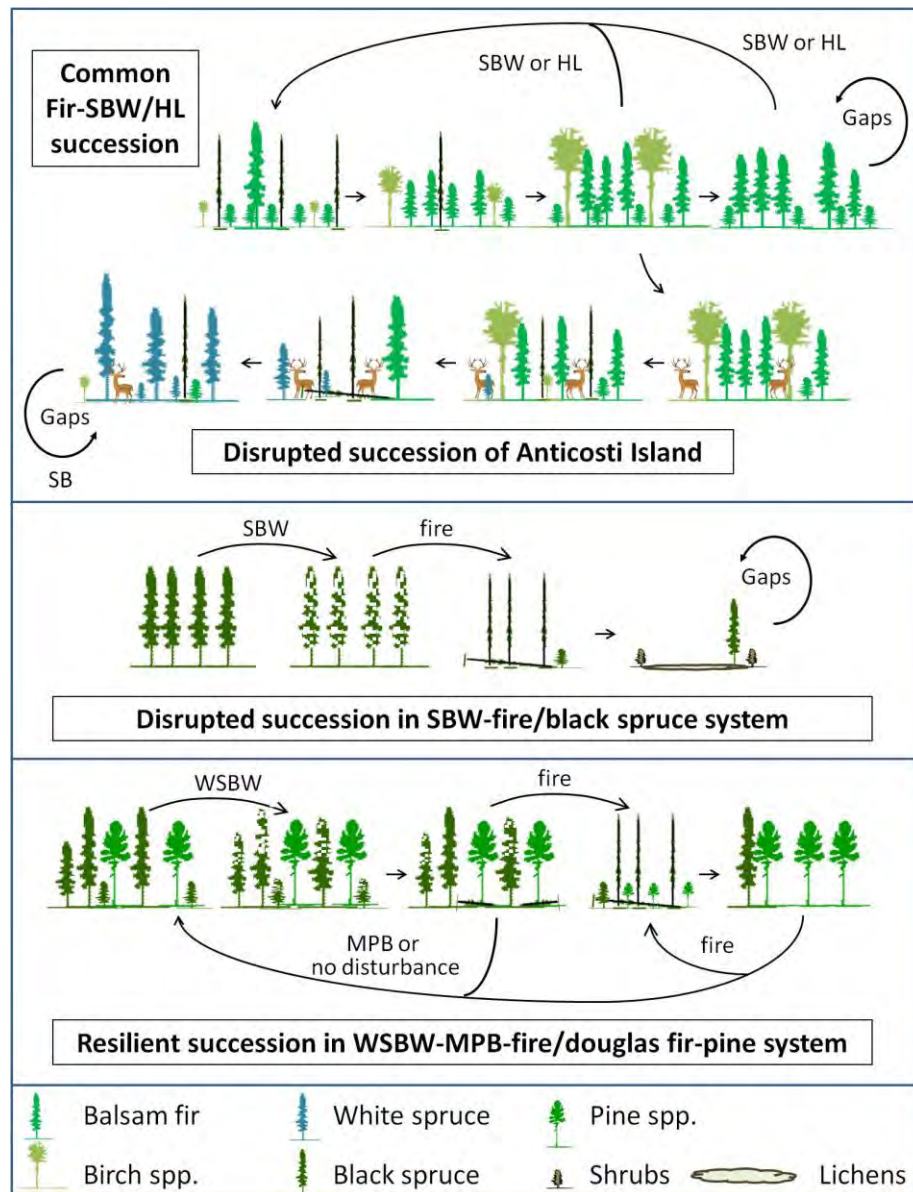 Common
Fir-SBW/HL
succession
SBW or HL
SBW or HL
Gaps
Gaps
SB
Disrupted succession of Anticosti Island
SBW
fire
Gaps
Disrupted succession in SBW-fire/black spruce system
WSBW
fire
MPB or
no disturbance
fire
Resilient succession in WSBW-MPB-fire/douglas fir-pine system
Balsam fir
White spruce
Pine spp.
Birch spp.
Black spruce
Shrubs
Lichens